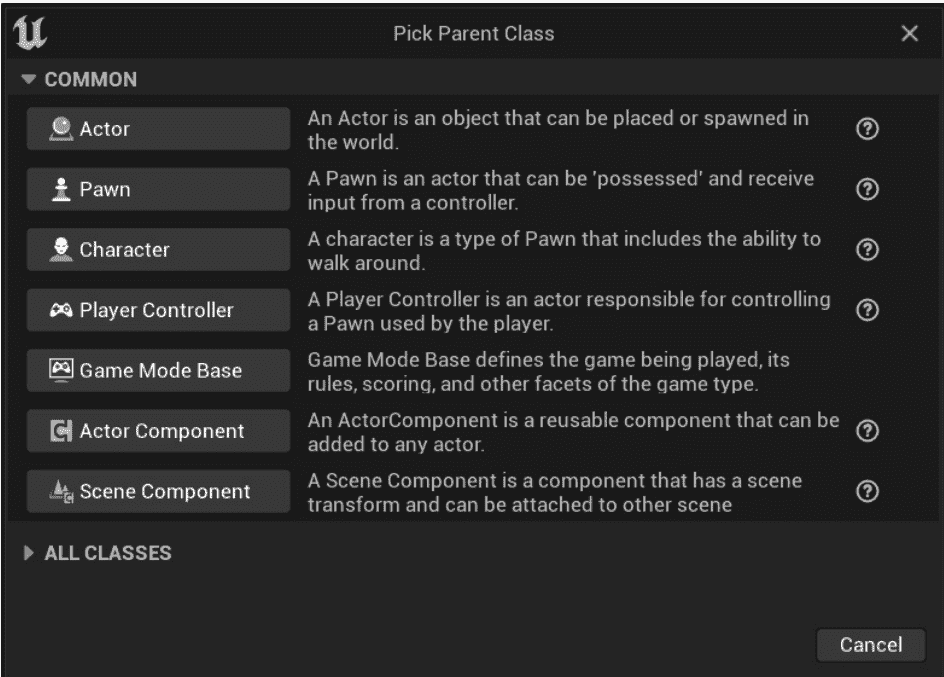 Pick Parent Class
COMMON
Actor
An Actor is an object that can be placed or spawned in
the world.
Pawn
A Pawn is an actor that can be 'possessed' and receive
input from a controller.
Character
A character is a type of Pawn that includes the ability to
walk around.
Player Controller
A Player Controller is an actor responsible for controlling
a Pawn used by the player.
Game Mode Base
Game Mode Base defines the game being played, its
rules, scoring, and other facets of the game type.
Actor Component
An ActorComponent is a reusable component that can be
added to any actor.
Scene Component
A Scene Component is a component that has a scene
transform and can be attached to other scene
ALL CLASSES
Cancel